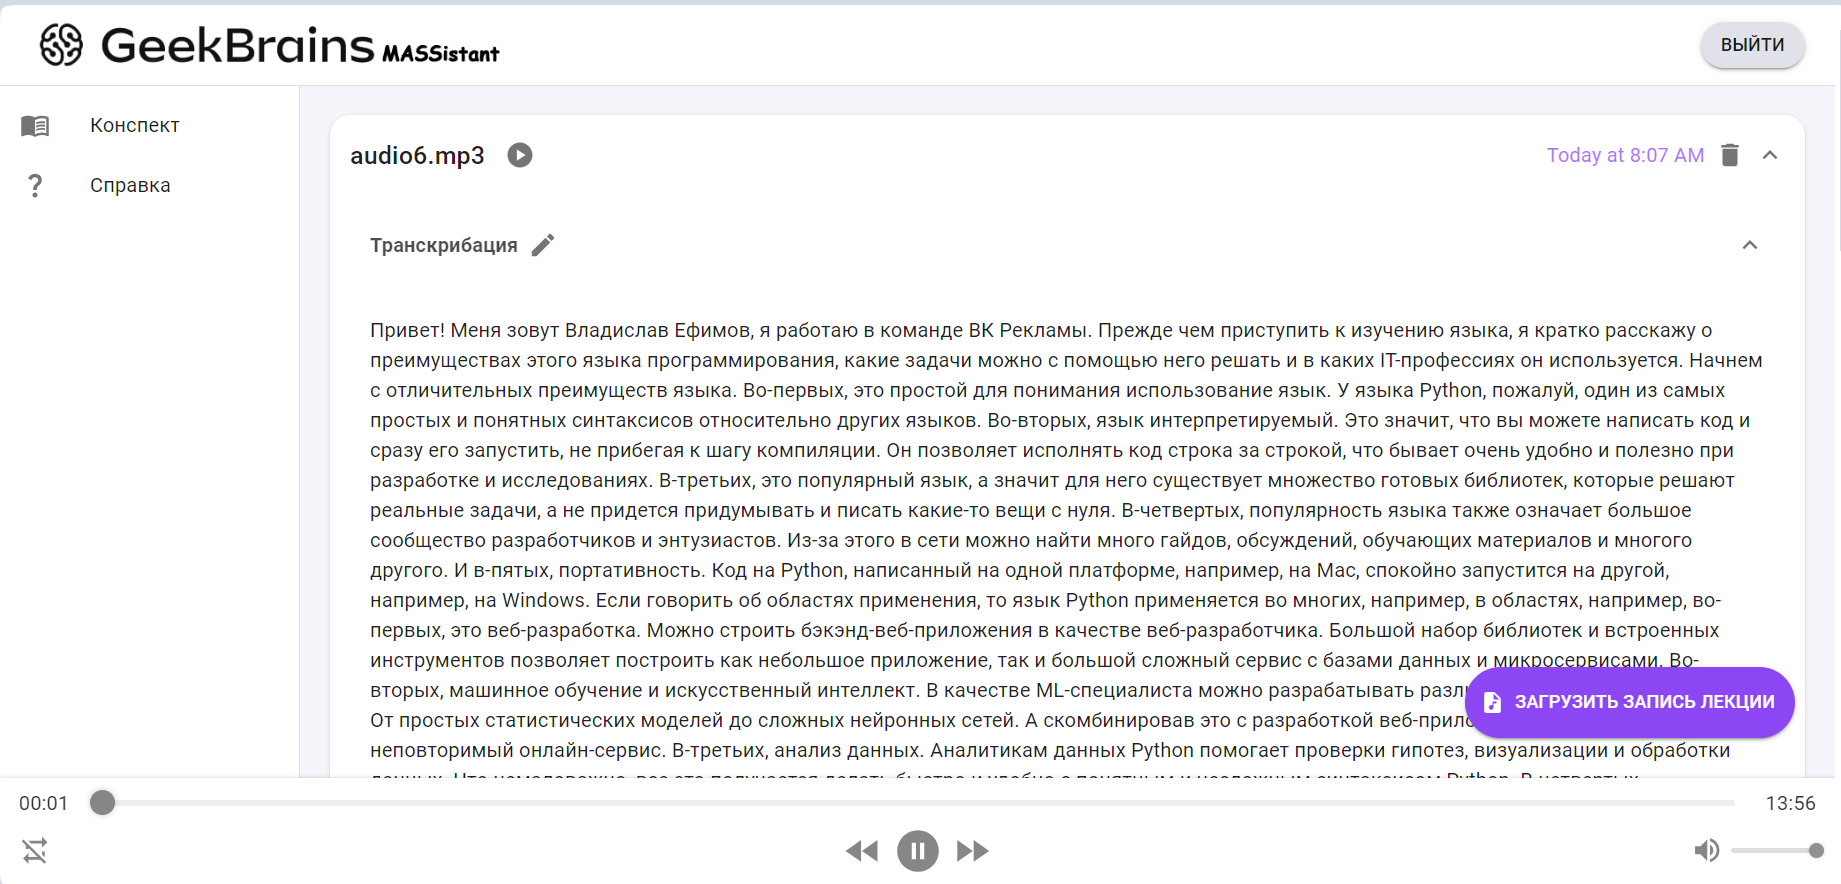 GeekBrains MASSistant
ВЫЙТИ
Конспект
Справка
audio6.mp3
Today at 8:07 AM
Транскрибация
Привет! Меня зовут Владислав Ефимов, я работаю в команде ВК Рекламы. Прежде чем приступить к изучению языка, я кратко расскажу о
преимуществах этого языка программирования, какие задачи можно с помощью него решать и в каких IT-профессиях он используется. Начнем
с отличительных преимуществ языка. Во-первых, это простой для понимания использование язык. У языка Python, пожалуй, один из самых
простых и понятных синтаксисов относительно других языков. Во-вторых, язык интерпретируемый. Это значит, что вы можете написать код и
сразу его запустить, не прибегая к шагу компиляции. Он позволяет исполнять код строка за строкой, что бывает очень удобно и полезно при
разработке и исследованиях. В-третьих, это популярный язык, а значит для него существует множество готовых библиотек, которые решают
реальные задачи, а не придется придумывать и писать какие-то вещи с нуля. В-четвертых, популярность языка также означает большое
сообщество разработчиков и энтузиастов. Из-за этого в сети можно найти много гайдов, обсуждений, обучающих материалов и многого
другого. И в-пятых, портативность. Код на Python, написанный на одной платформе, например, на Mac, спокойно запустится на другой,
например, на Windows. Если говорить об областях применения, то язык Python применяется во многих, например, в областях, например, во-
первых, это веб-разработка. Можно строить бэкэнд-веб-приложения в качестве веб-разработчика. Большой набор библиотек и встроенных
инструментов позволяет построить как небольшое приложение, так и большой сложный сервис с базами данных и микросервисами. Во-
вторых, машинное обучение и искусственный интеллект. В качестве ML-специалиста можно разрабатывать
От простых статистических моделей до сложных нейронных сетей. А скомбинировав это с разработкой
неповторимый онлайн-сервис. В-третьих, анализ данных. Аналитикам данных Python помогает проверки гипотез, визуализации и обработки
ЗАГРУЗИТЬ ЗАПИСЬ ЛЕКЦИИ
00:01
13:56